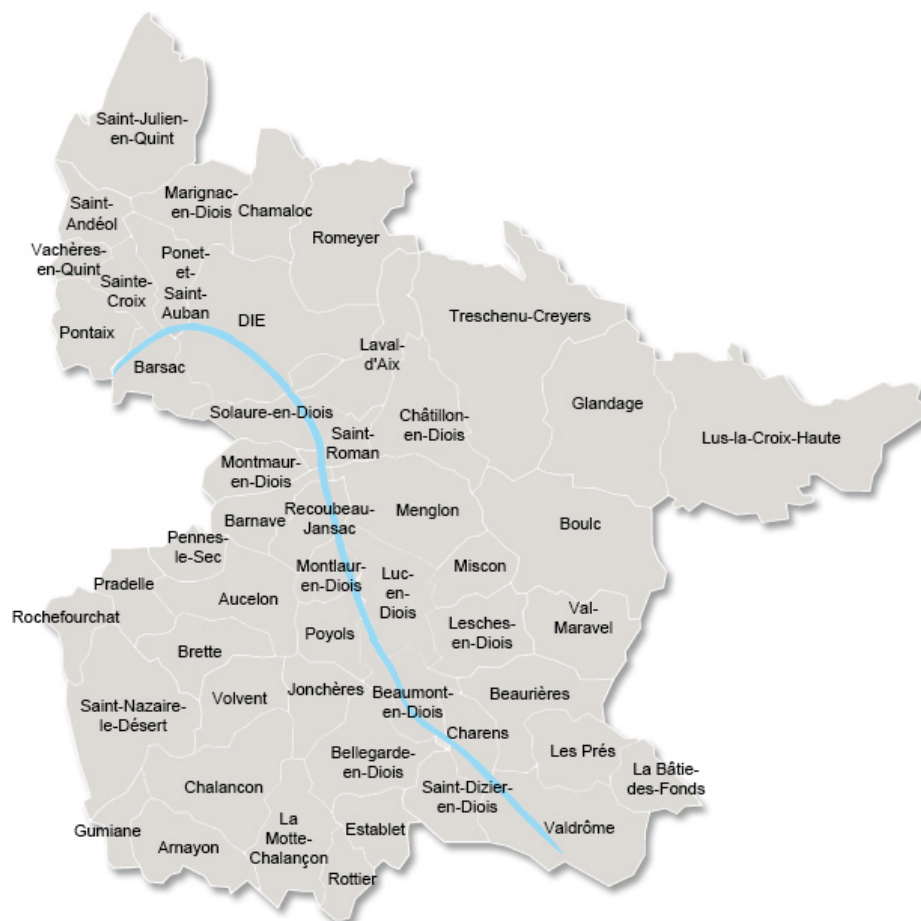 Saint-Julien-
en-Quint
Marignac-
en-Diois
Chamaloc
Saint-
Andéol
Romeyer
Vachères-
en-Quint
Ponet-
et-
Saint-
Auban
Sainte-
Croix
Treschenu-Creyers
DIE
Pontaix
Laval-
d'Aix
Barsac
Glandage
Solaure-en-Diois
Châtillon-
en-Diois
Saint-
Roman
Lus-la-Croix-Haute
Montmaur-
en-Diois
Recoubeau-
Jansac
Menglon
Barnave
Boulc
Pennes-
le-Sec
Montlaur-
en-Diois
Luc-
en-
Diois
Miscon
Pradelle
Aucelon
Rochefourchat
Lesches-
en-Diois
Val-
Maravel
Poyols
Brette
Jonchères
Beaumont-
en-Diois
Beaurières
Saint-Nazaire-
le-Désert
Volvent
Charens
Les Prés
Bellegarde-
en-Diois
La Bâtie-
des-Fonds
Chalancon
Saint-Dizier-
en-Diois
La
Motte-
Chalançon
Gumiane
Establet
Valdrôme
Arnayon
Rottier